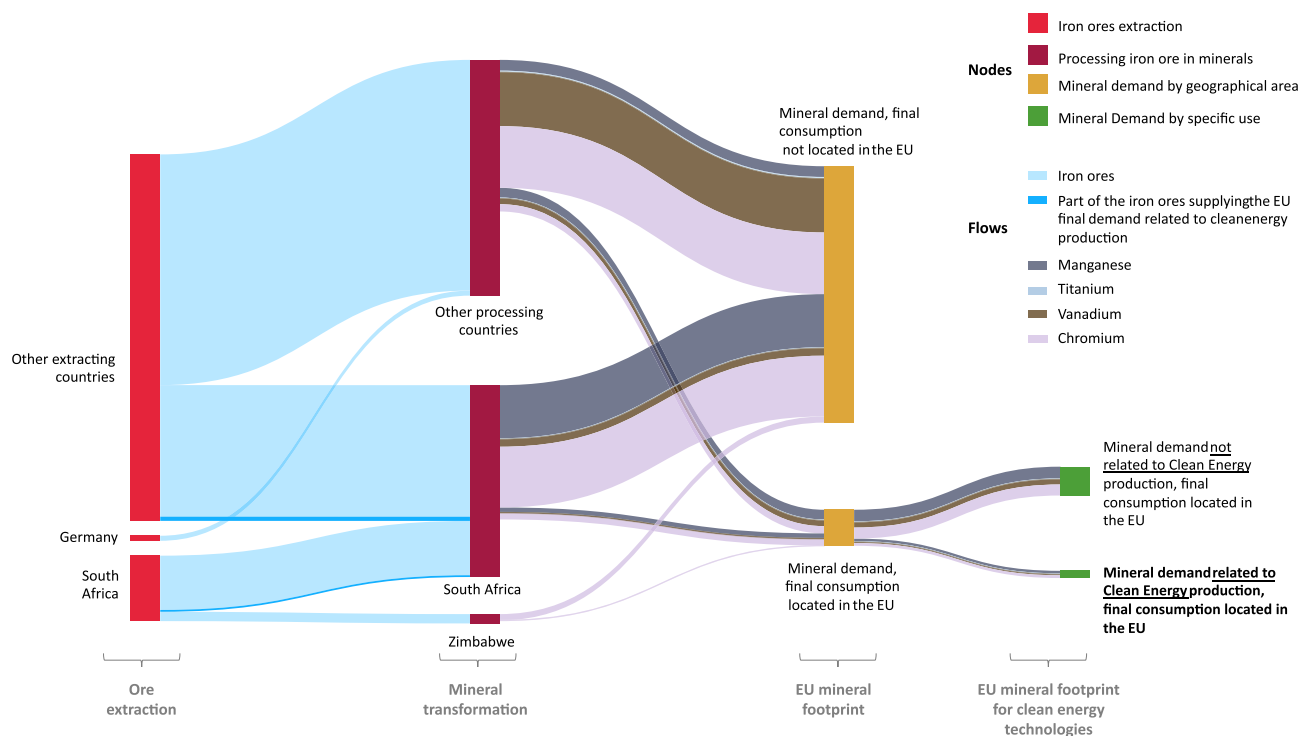 Nodes
Iron ores extraction
Processing iron ore in minerals
Mineral demand by geographical area
Mineral Demand by specific use
Flows
Iron ores
Part of the iron ores supplyingthe EU
final demand related to cleanenergy
production
Manganese
Titanium
Vanadium
Chromium
Mineral demand, final
consumption
not located in the EU
Other processing
countries
Other extracting
countries
Germany
South
Africa
South Africa
Zimbabwe
Mineral demand,
final consumption
located in the EU
Mineral demand not
related to Clean Energy
production, final
consumption located in
the EU
Mineral demand related to
Clean Energy production,
final consumption located in
the EU
Ore
extraction
Mineral
transformation
EU mineral
footprint
EU mineral footprint
for clean energy
technologies